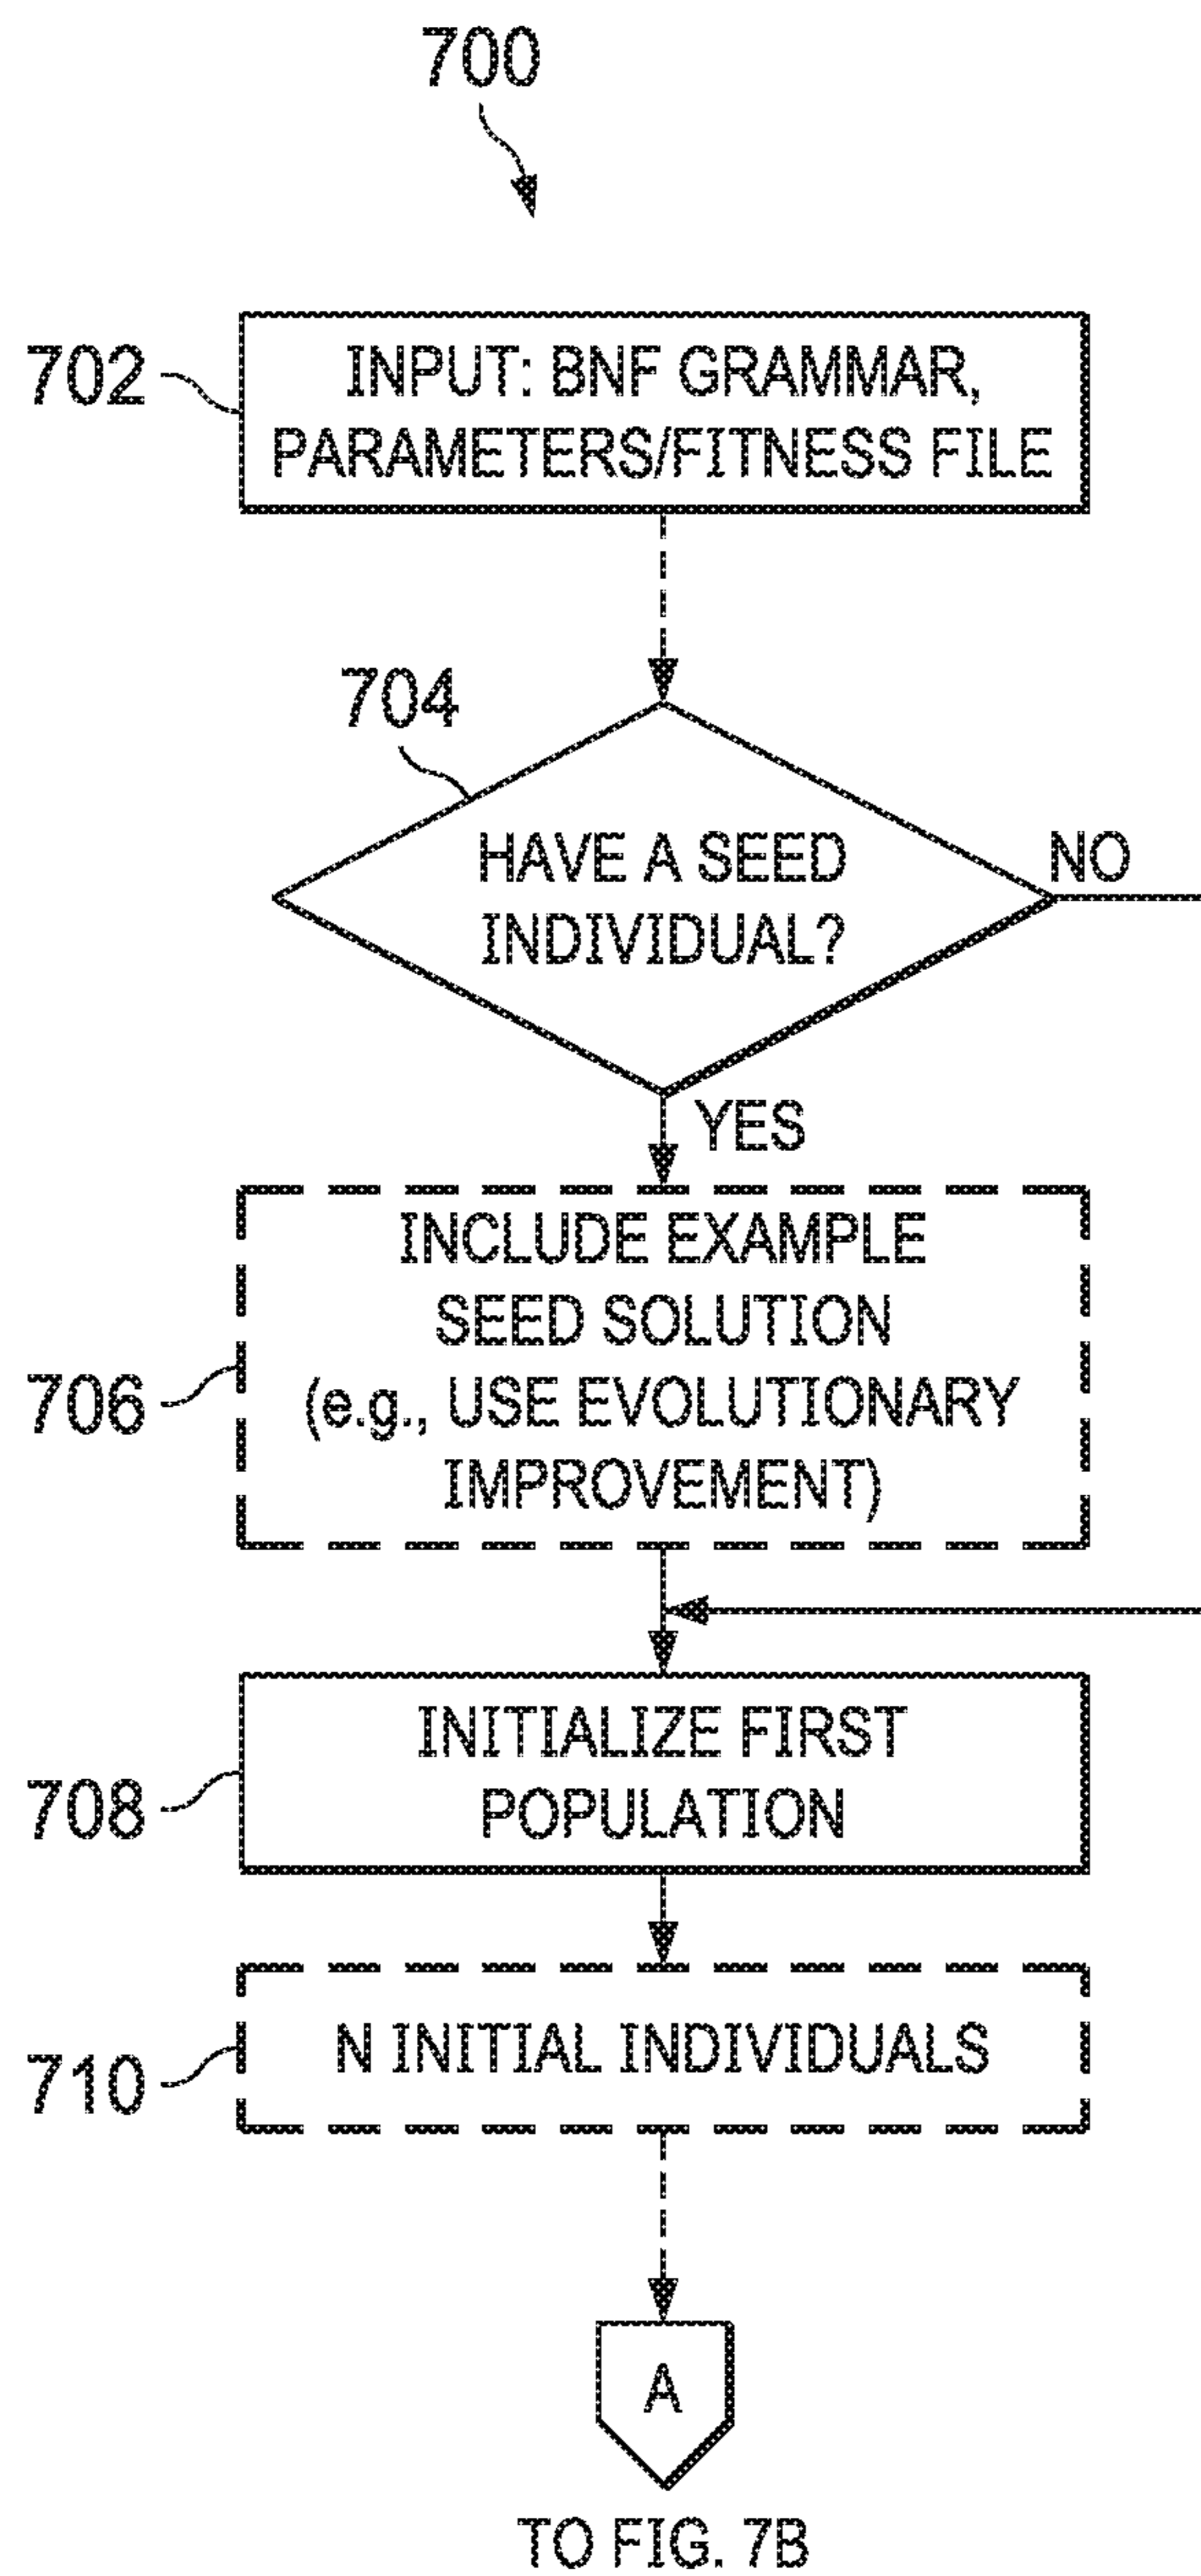 700
702
INPUT: BNF GRAMMAR,
PARAMETERS/FITNESS FILE
704
HAVE A SEED
INDIVIDUAL?
NO
YES
706
INCLUDE EXAMPLE
SEED SOLUTION
(e.g., USE EVOLUTIONARY
IMPROVEMENT)
708
INITIALIZE FIRST
POPULATION
710
N INITIAL INDIVIDUALS
A
TO FIG. 7B